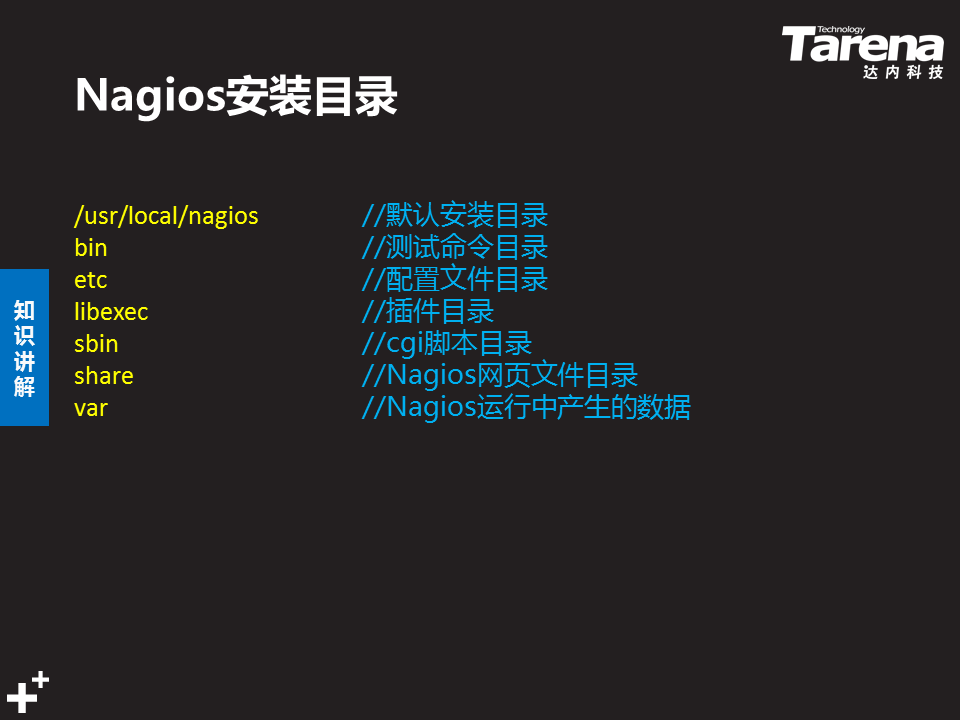 Technology
Tarena
达内科技
Nagios安装目录
/usr/local/nagios //默认安装目录
bin //测试命令目录
etc //配置文件目录
libexec //插件目录
sbin //cgi脚本目录
share //Nagios网页文件目录
var //Nagios运行中产生的数据
知识讲解